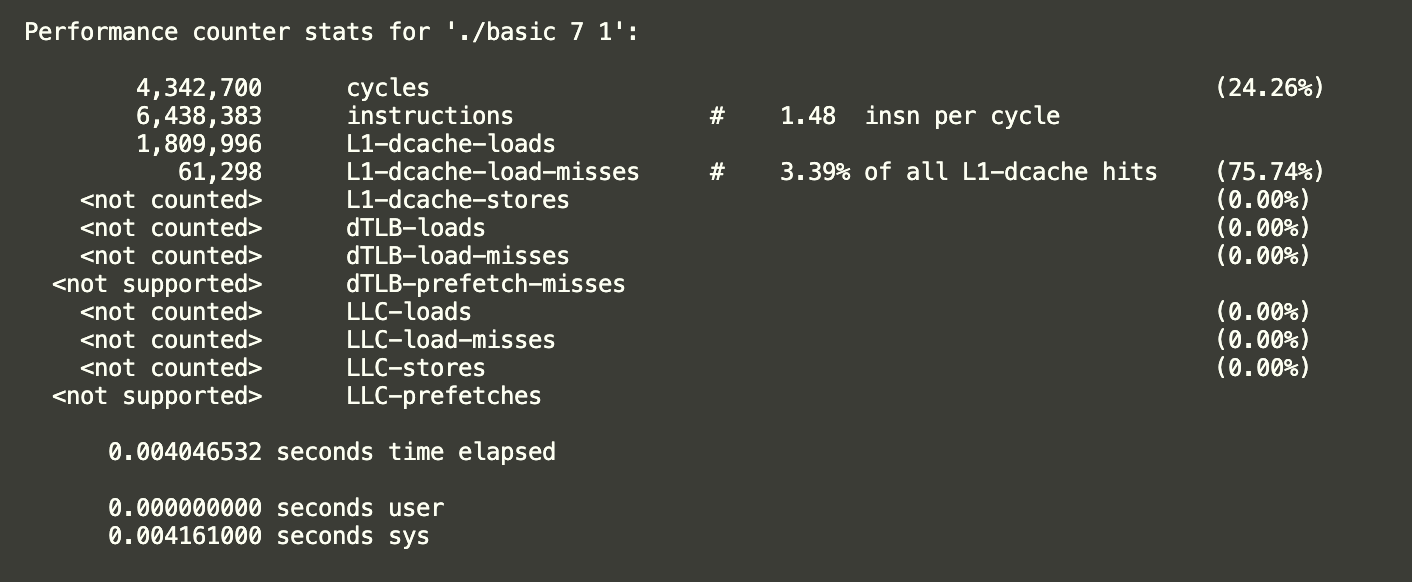 Performance counter stats for './basic 7 1':
4,342,700 cycles (24.26%)
6,438,383 instructions # 1.48 insn per cycle
1,809,996 L1-dcache-loads
61,298 L1-dcache-load-misses # 3.39% of all L1-dcache hits (75.74%)
<not counted> L1-dcache-stores (0.00%)
<not counted> dTLB-loads (0.00%)
<not counted> dTLB-load-misses (0.00%)
<not supported> dTLB-prefetch-misses
<not counted> LLC-loads (0.00%)
<not counted> LLC-load-misses (0.00%)
<not counted> LLC-stores (0.00%)
<not supported> LLC-prefetches
0.004046532 seconds time elapsed
0.000000000 seconds user
0.004161000 seconds sys